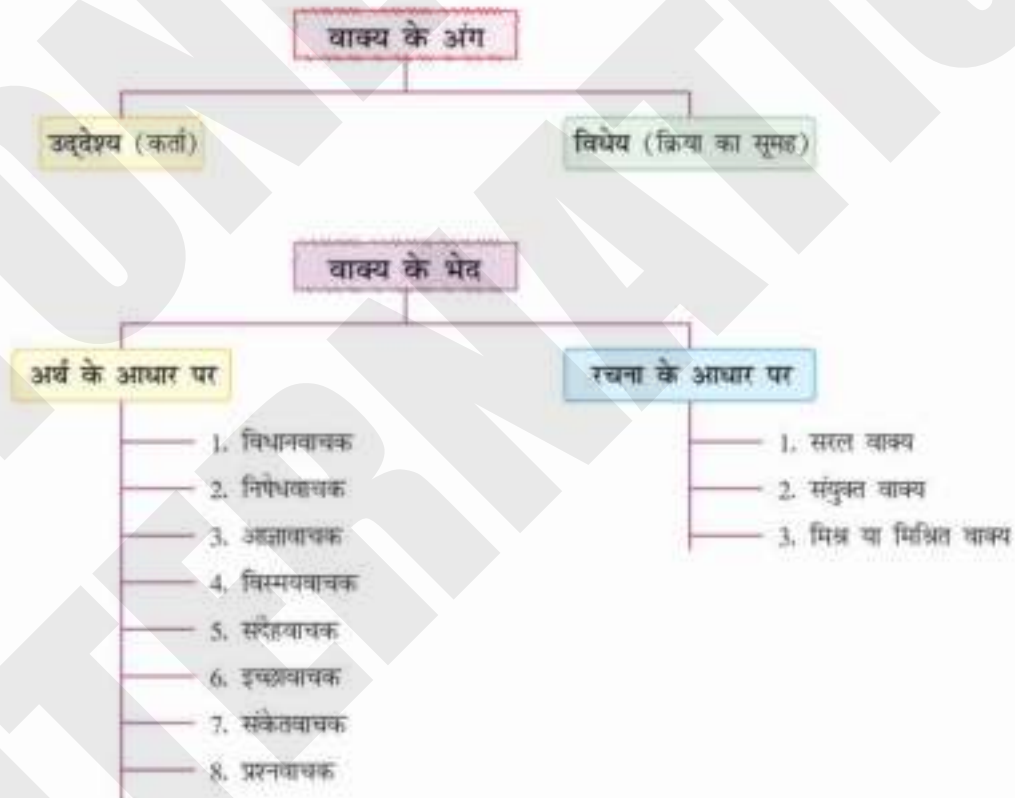 वाक्य के अंग
उद्देश्य (कर्ता)
विधेय (क्रिया का सूमह)
वाक्य के भेद
अर्थ के आधार पर
1. विधानवाचक
2. निषेधवाचक
3. आज्ञावाचक
4. विस्मयवाचक
5. संदेहवाचक
6. इच्छावाचक
7. संकेतवाचक
8. प्रश्नवाचक
रचना के आधार पर
1. सरल वाक्य
2. संयुक्त वाक्य
3. मिश्र या मिश्रित वाक्य